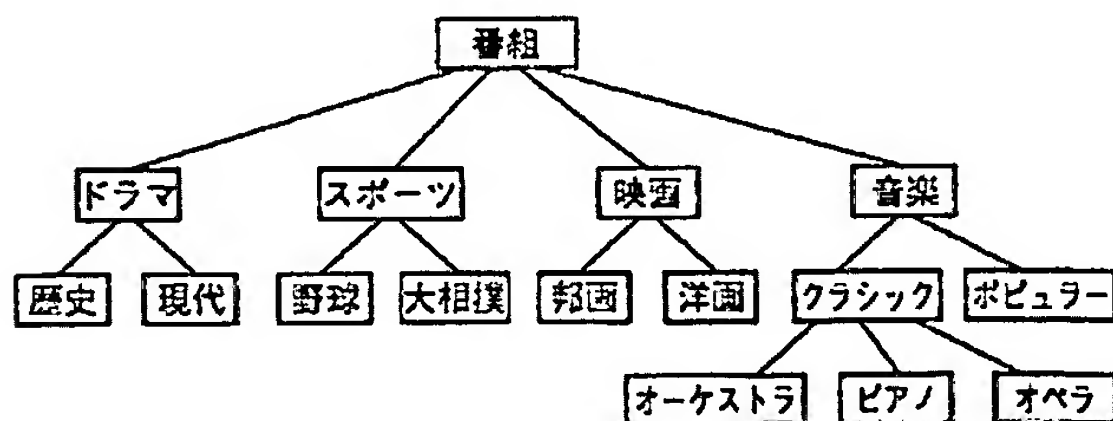 番組
ドラマ スポーツ 映画 音楽
歴史 現代 野球 大相撲 邦画 洋画 クラシック ポピュラー
オーケストラ ピアノ オペラ